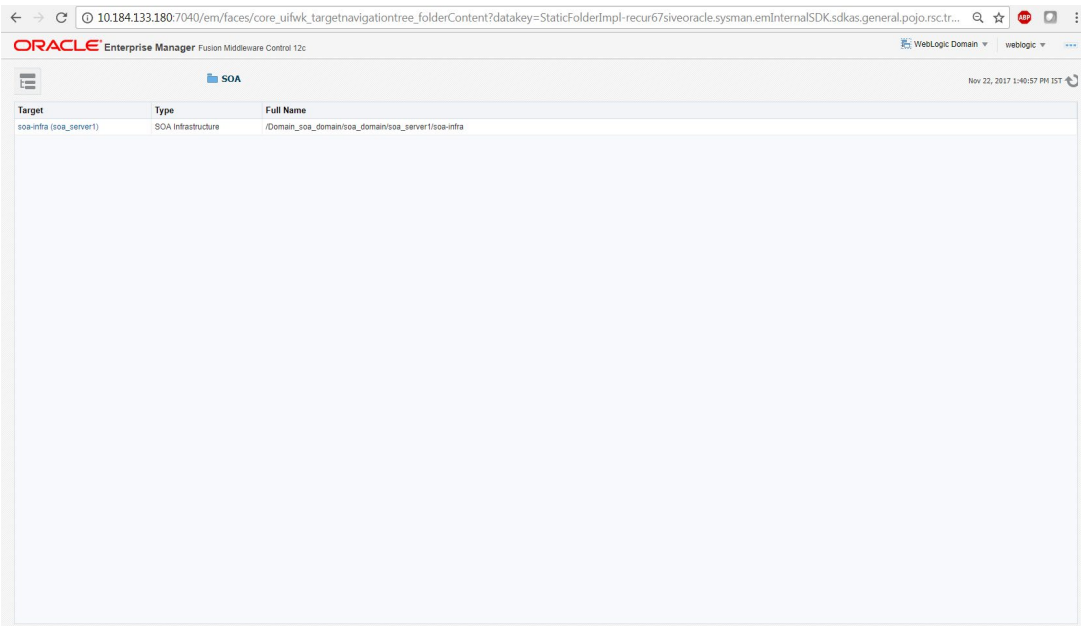 10.184.133.180:7040/em/faces/core_uifwk_targetnavigationtree_folderContent?datakey=StaticFolderImpl-recur67siveoracle.sysman.emInternalSDK.sdkas.general.pojo.rsc.tr...
ABP
ORACLE Enterprise Manager Fusion Middleware Control 12c WebLogic Domain weblogic
SOA
Nov 22, 2017 1:40:57 PM IST
Target Type Full Name
soa-infra (soa_server1) SOA Infrastructure /Domain_soa_domain/soa_domain/soa_server1/soa-infra